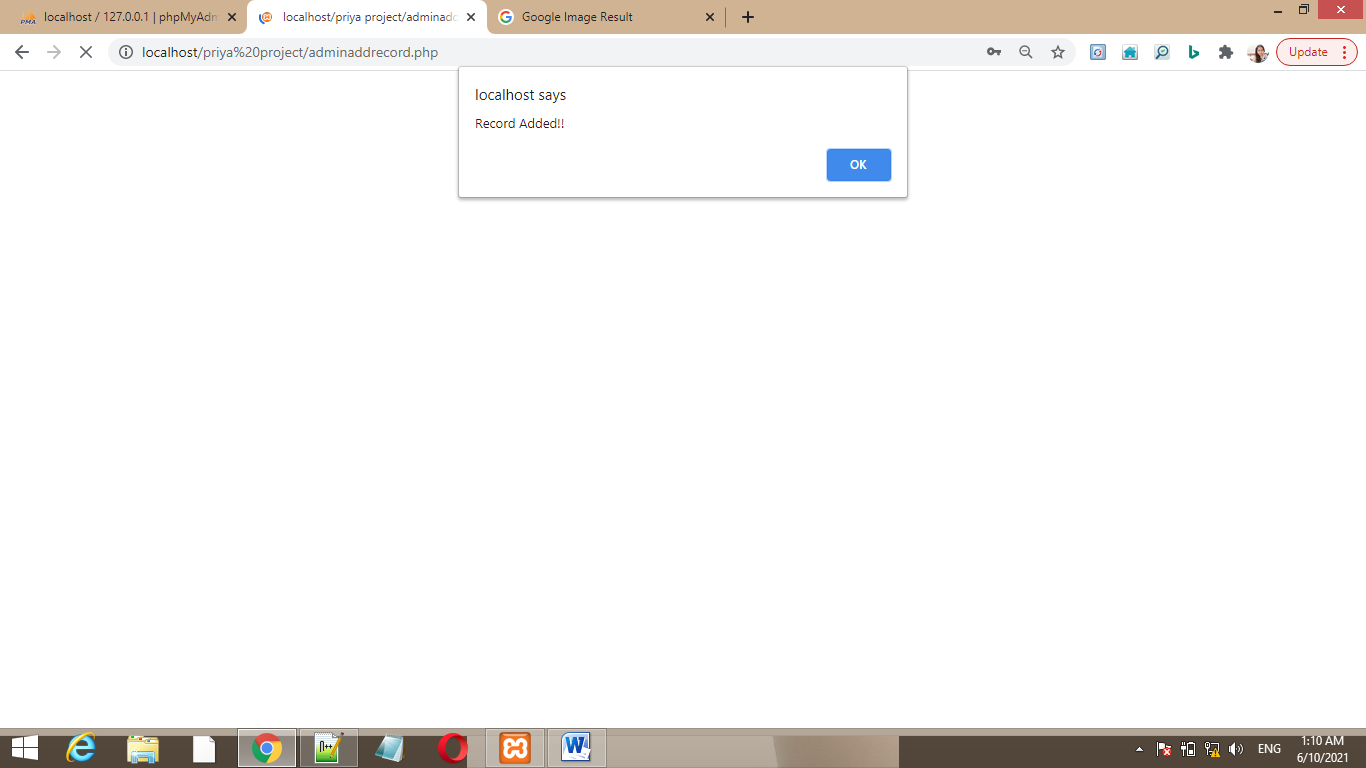 localhost / 127.0.0.1 | phpMyAdm
localhost/priya project/adminadd
Google Image Result
localhost/priya%20project/adminaddrecord.php
Update
localhost says
Record Added!!
OK
ENG
1:10 AM
6/10/2021